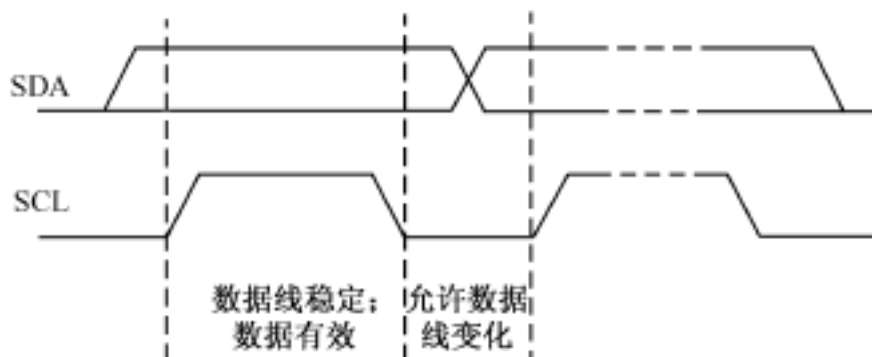 SDA
SCL
数据线稳定；
数据有效
允许数据
线变化